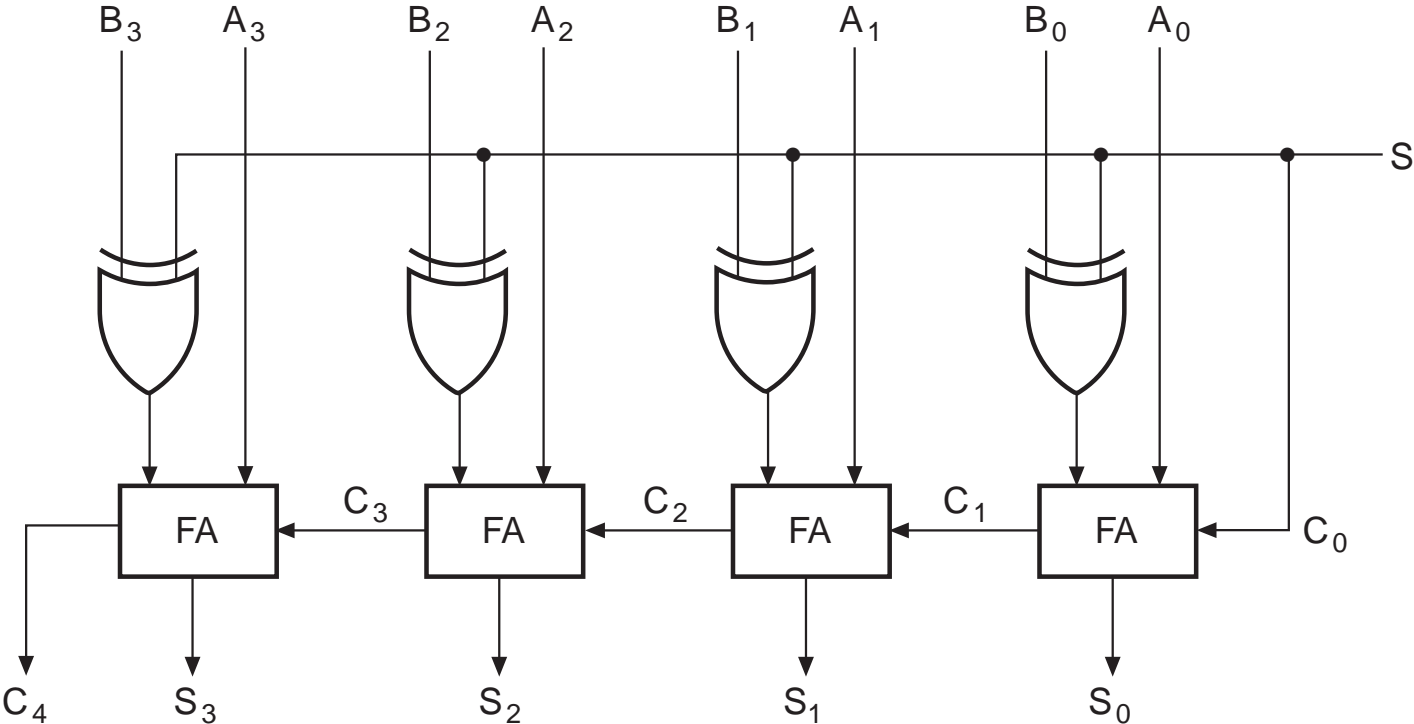 B3 A3 B2 A2 B1 A1 B0 A0
S
C3 C2 C1
FA FA FA FA C0
C4 S3 S2 S1 S0